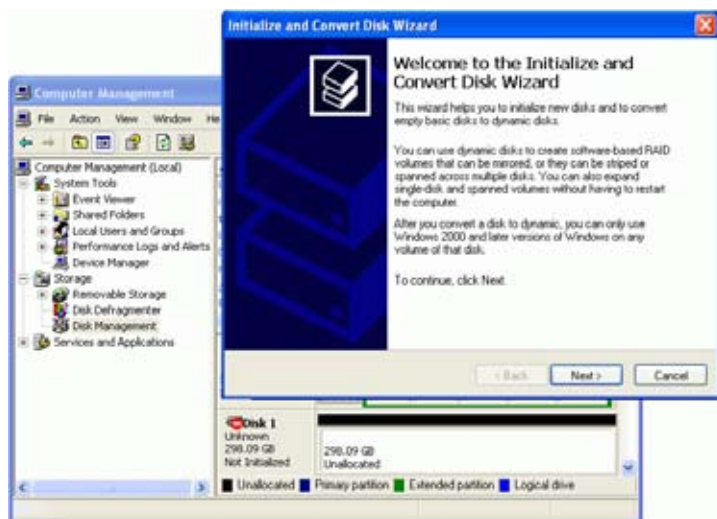 Initialize and Convert Disk Wizard
Welcome to the Initialize and
Convert Disk Wizard
This wizard helps you to initialize new disks and to convert
empty basic disks to dynamic disks.
You can use dynamic disks to create software-based RAID
volumes that can be mirrored, or they can be striped or
spanned across multiple disks. You can also expand
single-disk and spanned volumes without having to restart
the computer.
After you convert a disk to dynamic, you can only use
Windows 2000 and later versions of Windows on any
volume of that disk.
To continue, click Next.
< Back Next > Cancel
Computer Management
File Action View Window He
Computer Management (Local)
System Tools
Event Viewer
Shared Folders
Local Users and Groups
Performance Logs and Alerts
Device Manager
Storage
Removable Storage
Disk Defragmenter
Disk Management
Services and Applications
Disk 1
Unknown
298.09 GB
Not Initialized
298.09 GB
Unallocated
Unallocated Primary partition Extended partition Logical drive